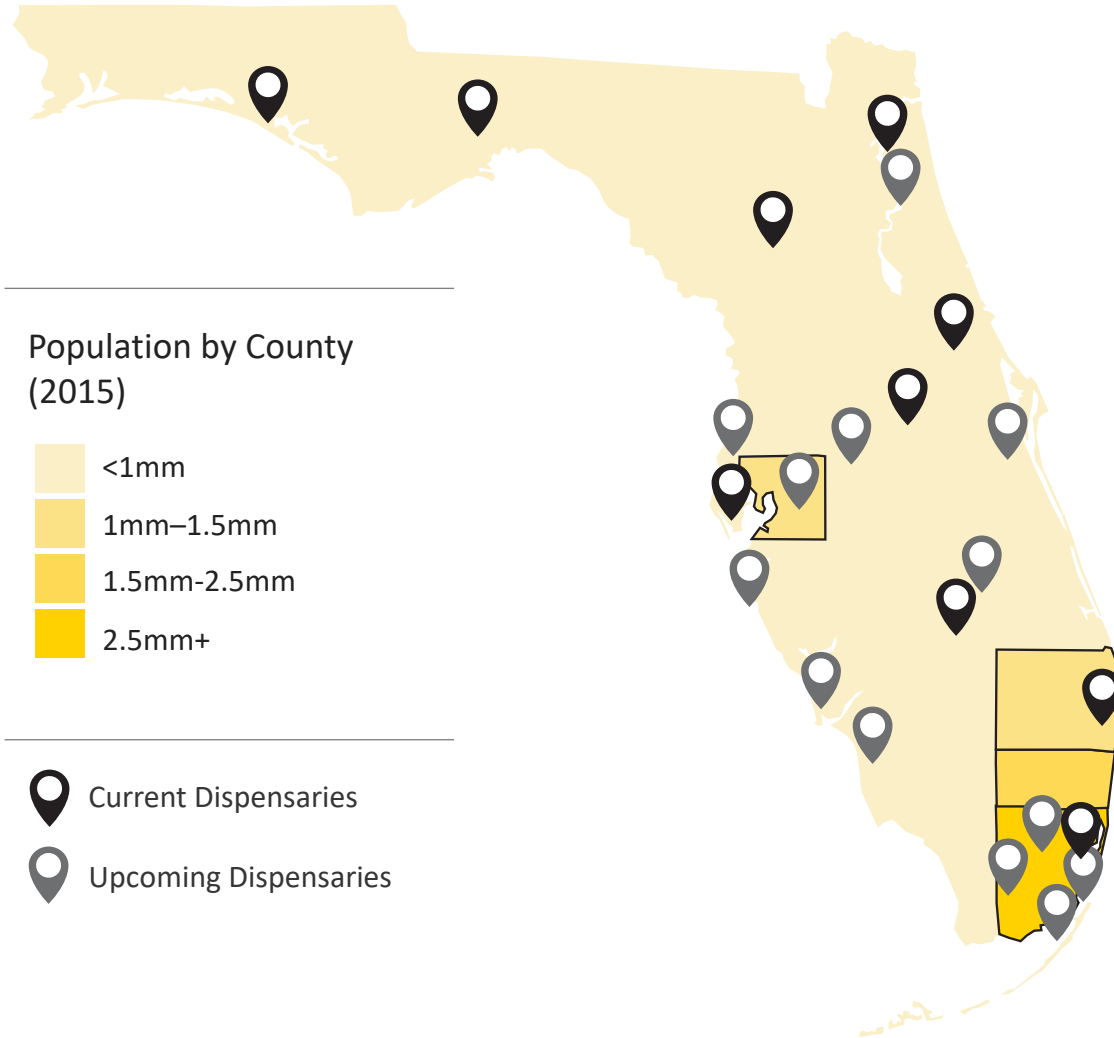 Population by County
(2015)
<1mm
1mm–1.5mm
1.5mm-2.5mm
2.5mm+
Current Dispensaries
Upcoming Dispensaries